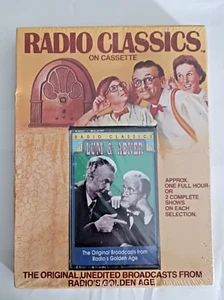 RADIO CLASSICS™
ON CASSETTE
RADIO CLASSICS
LUM & ABNER
The Original Broadcasts from
Radio's Golden Age
APPROX.
ONE FULL HOUR
OR
2 COMPLETE
SHOWS
ON EACH
SELECTION.
THE ORIGINAL, UNEDITED BROADCASTS FROM
RADIO'S GOLDEN AGE